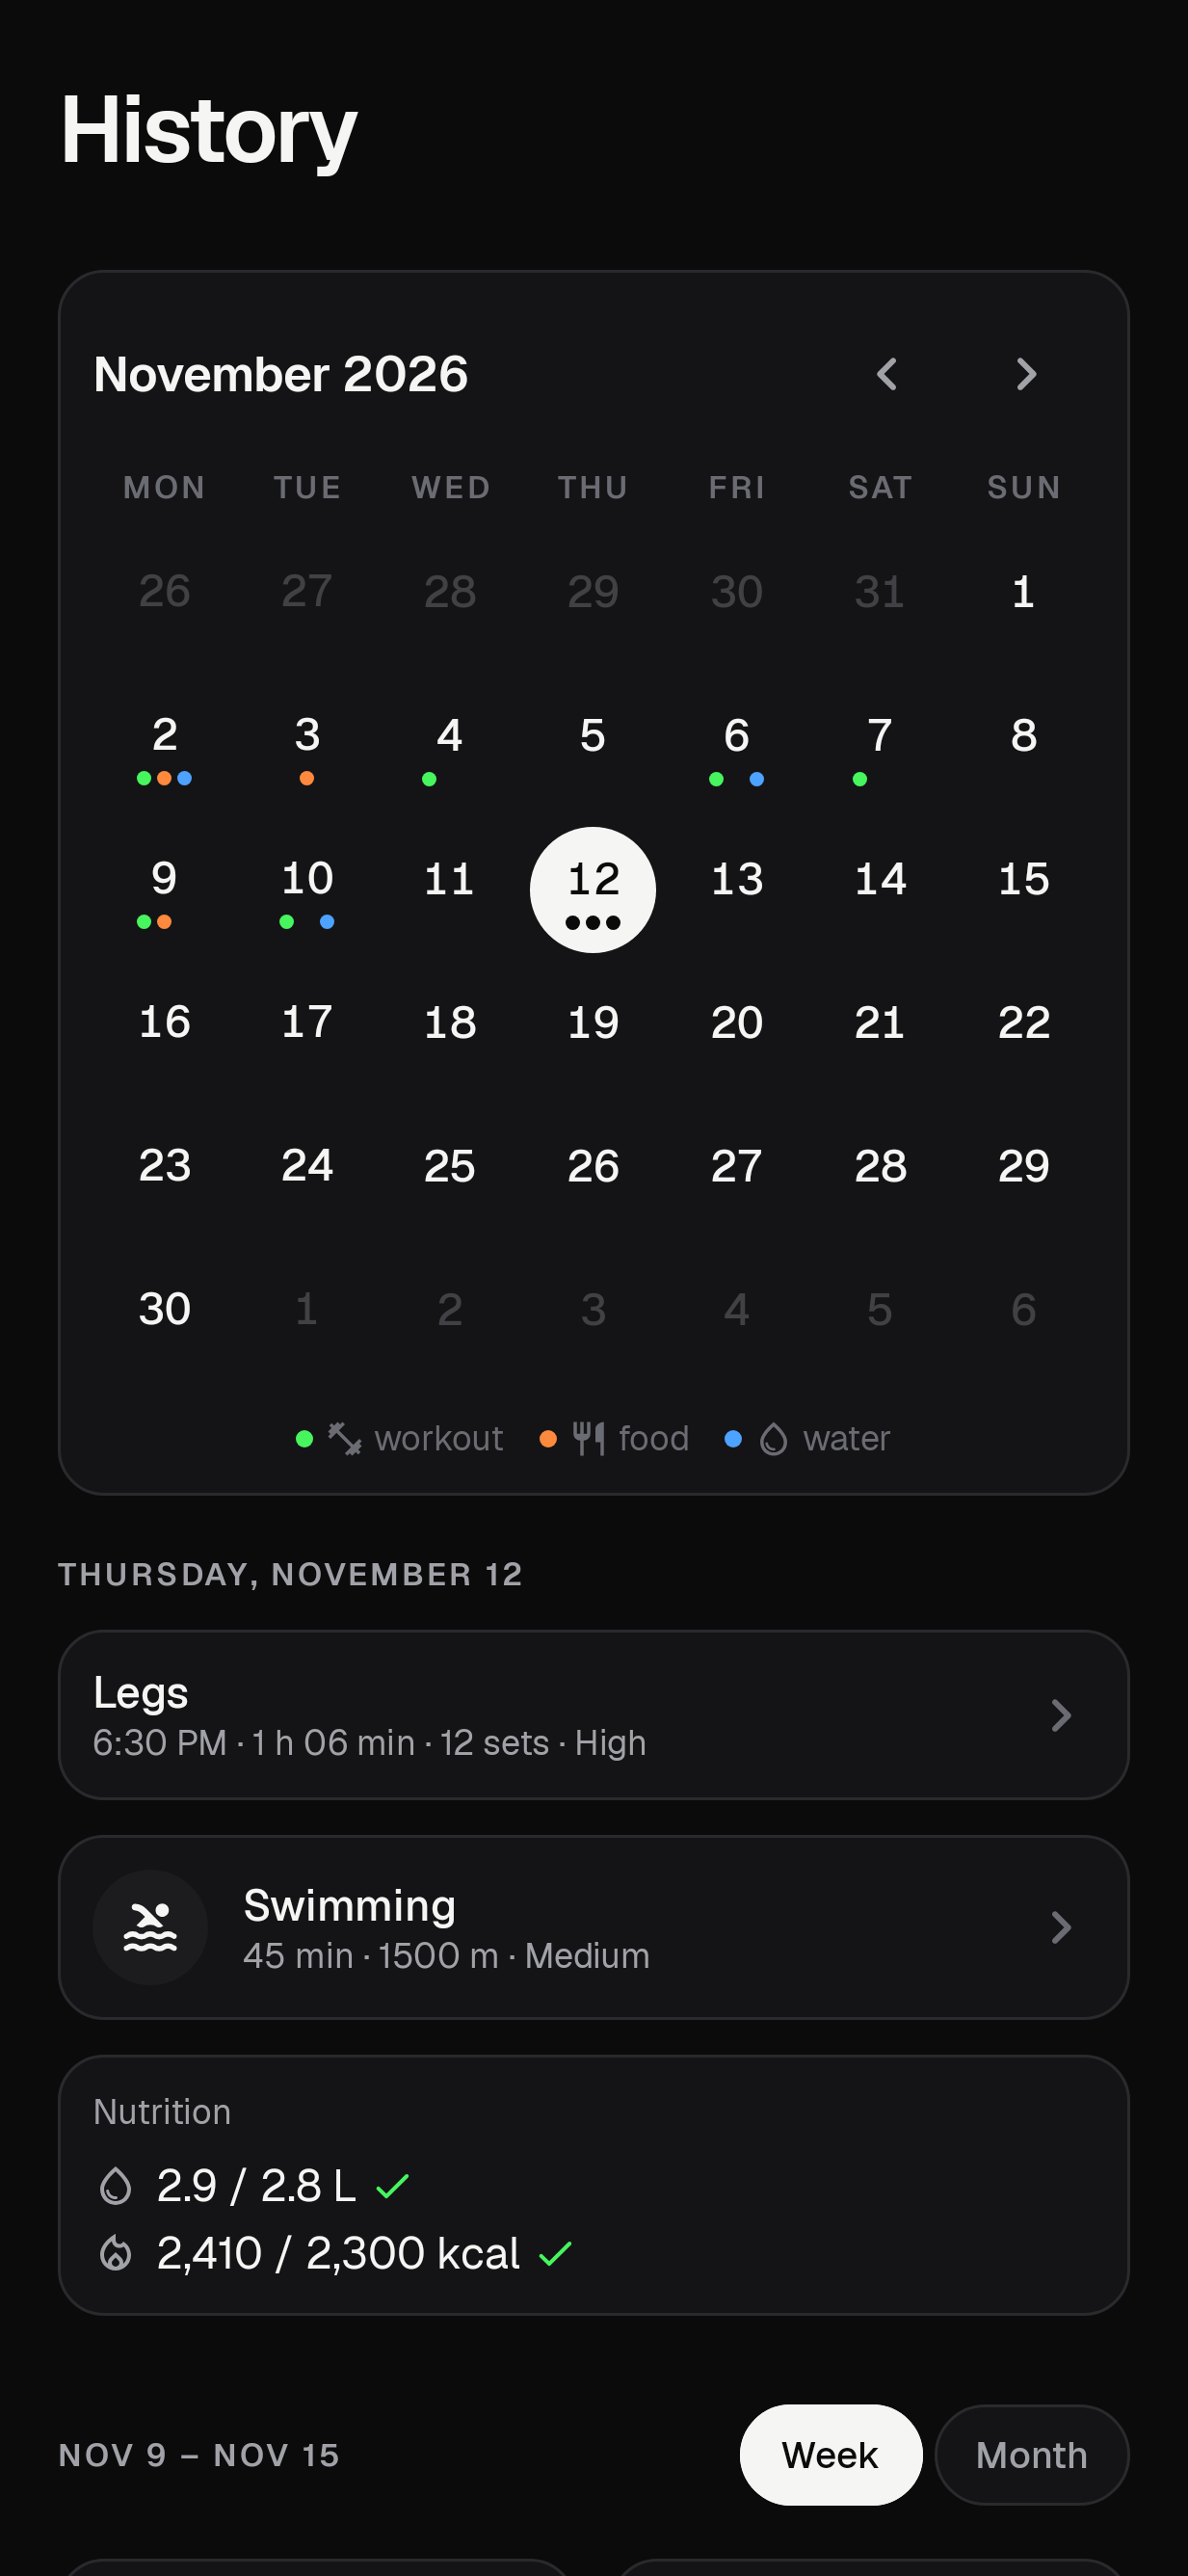 History
November 2026
MON TUE WED THU FRI SAT SUN
26 27 28 29 30 31 1
2 3 4 5 6 7 8
9 10 11 12 13 14 15
16 17 18 19 20 21 22
23 24 25 26 27 28 29
30 1 2 3 4 5 6
workout food water
THURSDAY, NOVEMBER 12
Legs
6:30 PM · 1 h 06 min · 12 sets · High
Swimming
45 min · 1500 m · Medium
Nutrition
2.9 / 2.8 L
2,410 / 2,300 kcal
NOV 9 – NOV 15 Week Month